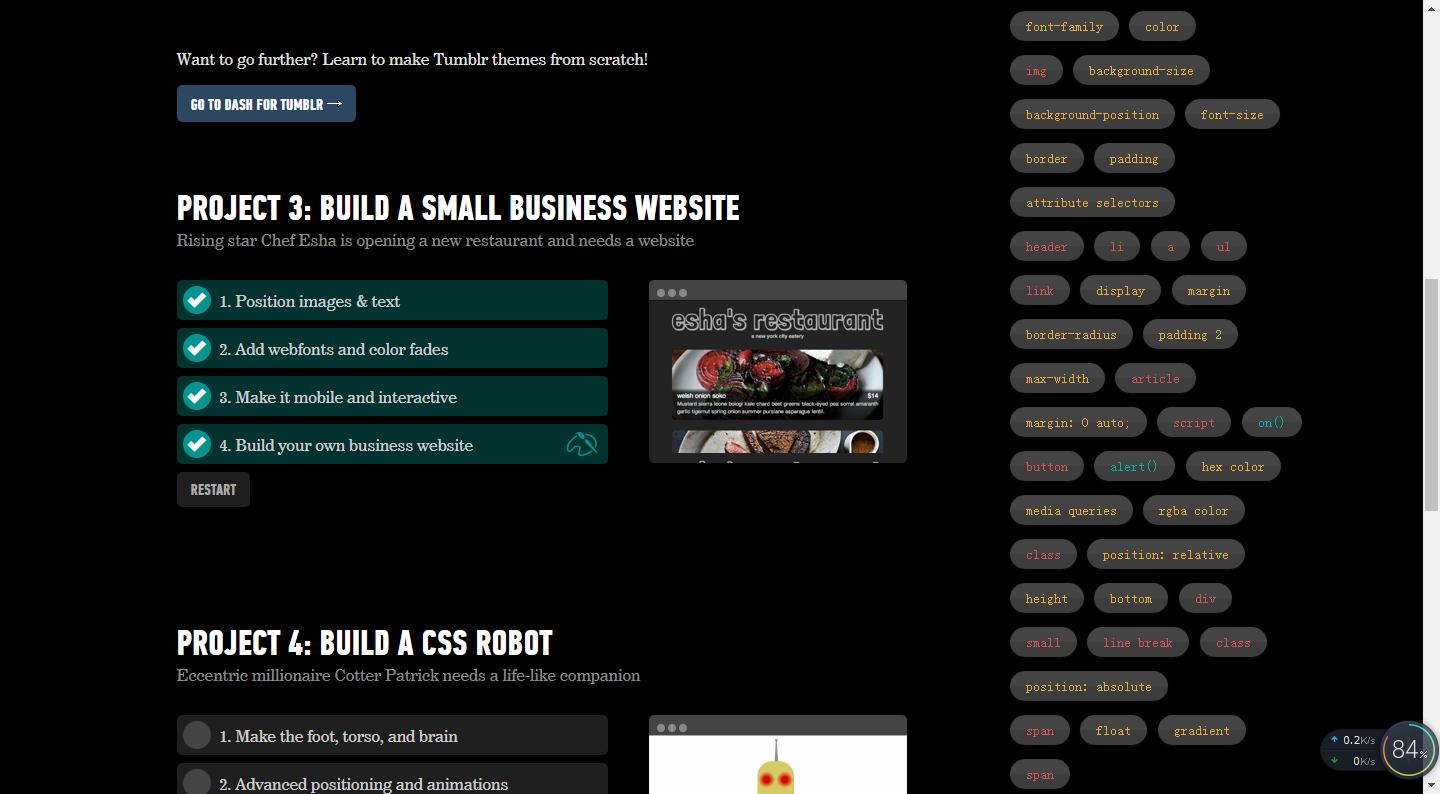 Want to go further? Learn to make Tumblr themes from scratch!
GO TO DASH FOR TUMBLR →
PROJECT 3: BUILD A SMALL BUSINESS WEBSITE
Rising star Chef Esha is opening a new restaurant and needs a website
1. Position images & text
2. Add webfonts and color fades
3. Make it mobile and interactive
4. Build your own business website
RESTART
esha's restaurant
a new york city eatery
welsh onion soko $14
Mustard sierra leone bologi kale chard beet greens black-eyed pea sorrel amaranth
garlic tigernut spring onion summer purslane asparagus lentil.
PROJECT 4: BUILD A CSS ROBOT
Eccentric millionaire Cotter Patrick needs a life-like companion
1. Make the foot, torso, and brain
2. Advanced positioning and animations
font-family color
img background-size
background-position font-size
border padding
attribute selectors
header li a ul
link display margin
border-radius padding 2
max-width article
margin: 0 auto; script on()
button alert() hex color
media queries rgba color
class position: relative
height bottom div
small line break class
position: absolute
span float gradient
span
0.2K/s
0K/s
84%